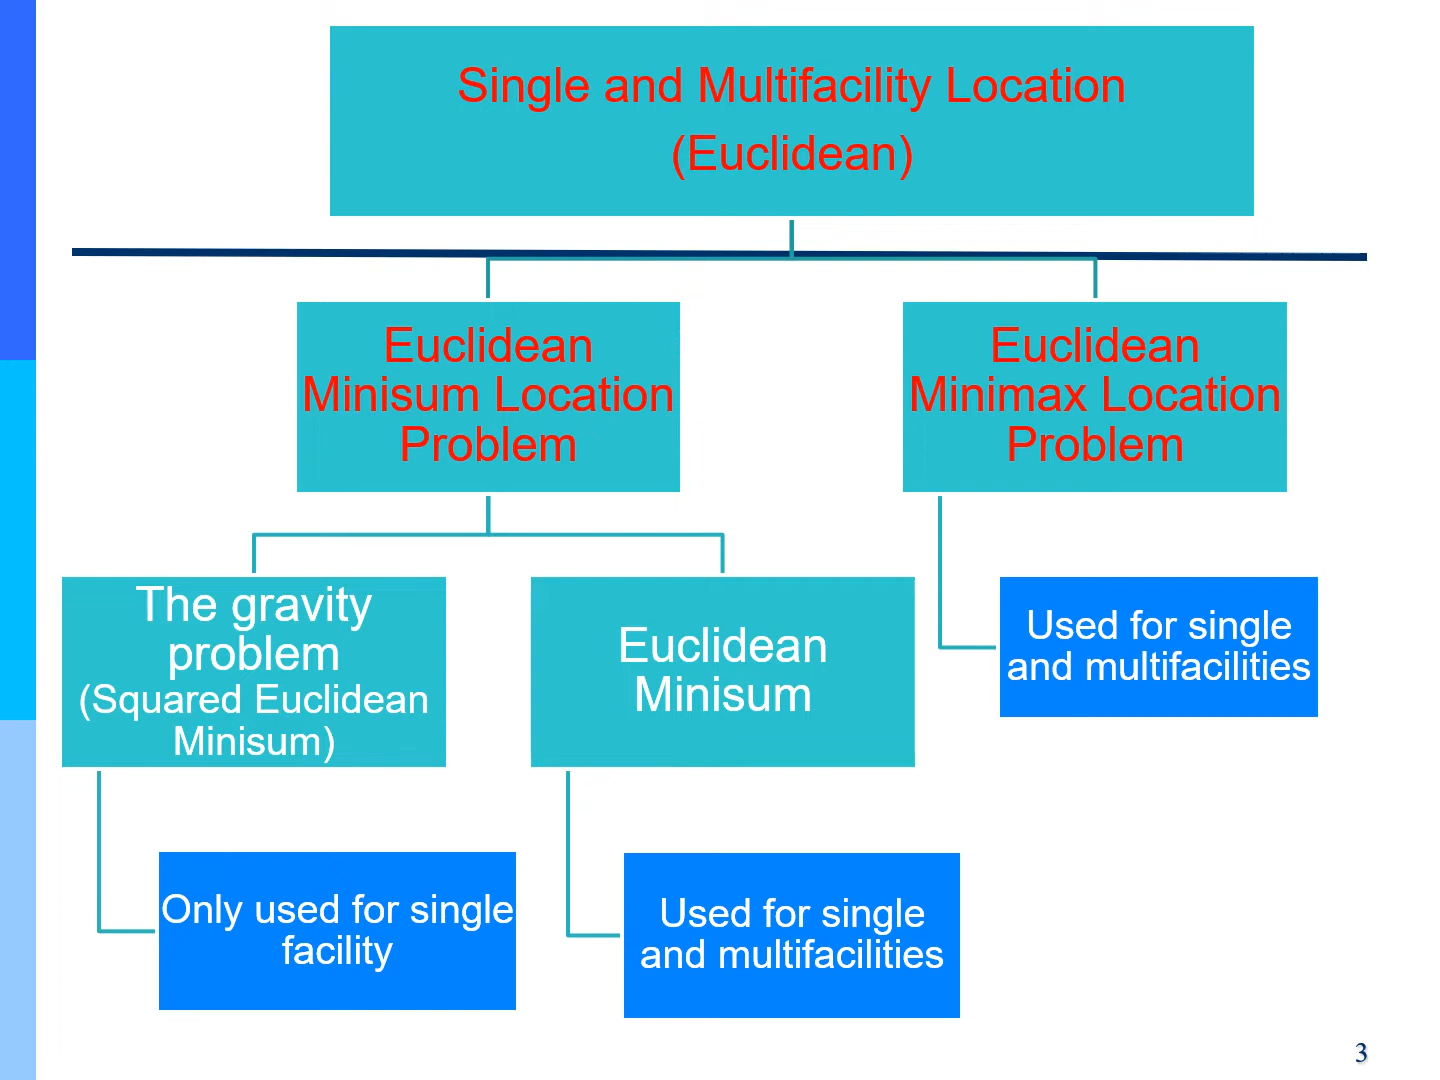 Single and Multifacility Location
(Euclidean)
Euclidean
Minisum Location
Problem
Euclidean
Minimax Location
Problem
The gravity
problem
(Squared Euclidean
Minisum)
Euclidean
Minisum
Used for single
and multifacilities
Only used for single
facility
Used for single
and multifacilities
3